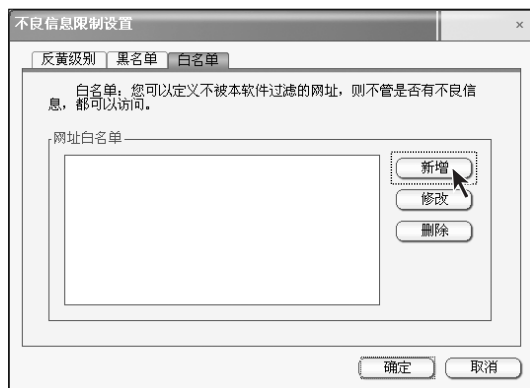 不良信息限制设置
×
反黄级别 黑名单 白名单
白名单：您可以定义不被本软件过滤的网址，则不管是否有不良信
息，都可以访问。
网址白名单
新增
修改
删除
确定 取消